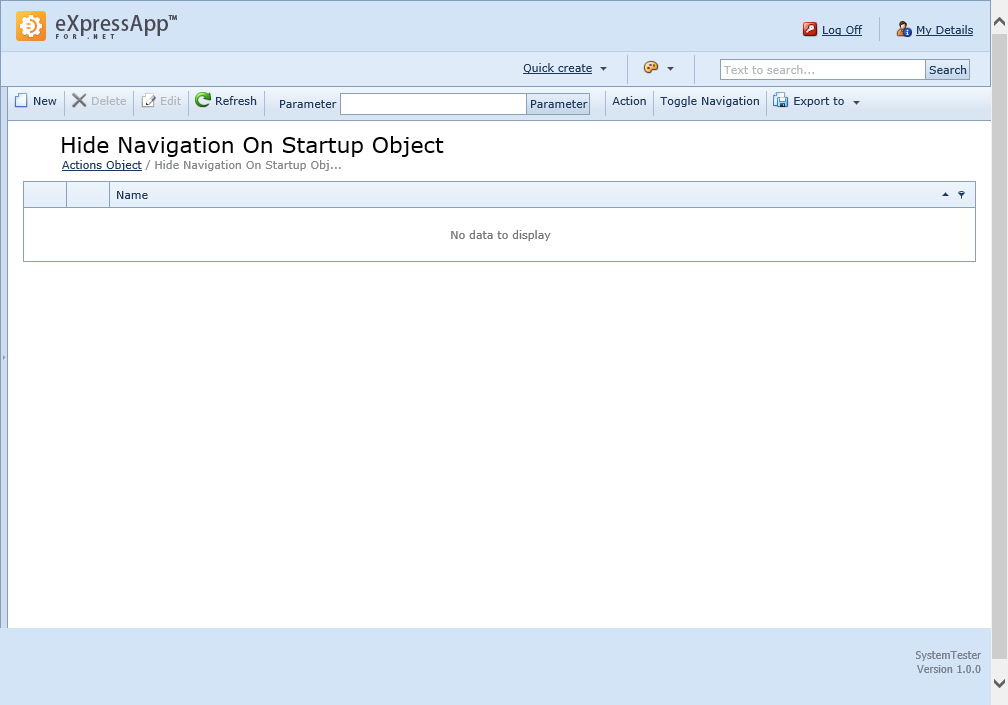 eXpressApp™
FOR .NET
Log Off
My Details
Quick create
Text to search...
Search
New
Delete
Edit
Refresh
Parameter
Parameter
Action
Toggle Navigation
Export to
Hide Navigation On Startup Object
Actions Object / Hide Navigation On Startup Obj...
Name
No data to display
SystemTester
Version 1.0.0